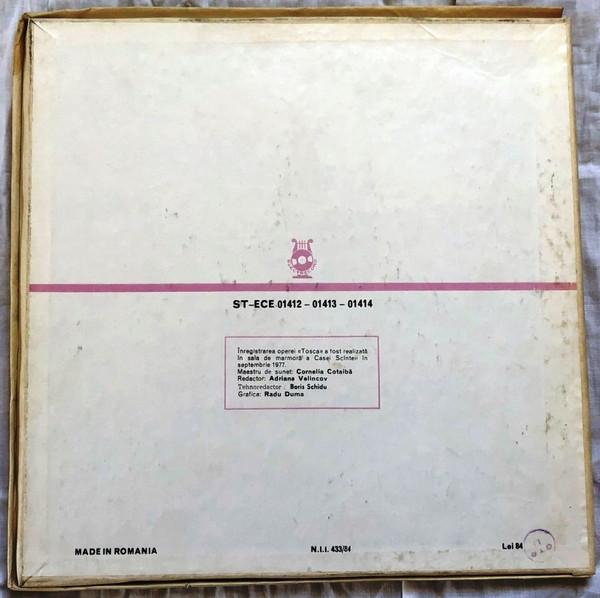 ST-ECE 01412 – 01413 – 01414
Înregistrarea operei «Tosca» a fost realizată
în sala de marmoră a Casei Scînteii în
septembrie 1977.
Maestru de sunet: Cornelia Cotaibă
Redactor: Adriana Velincov
Tehnoredactor : Boris Schidu
Grafica: Radu Duma
MADE IN ROMANIA
N.I.I. 433/84
Lei 84